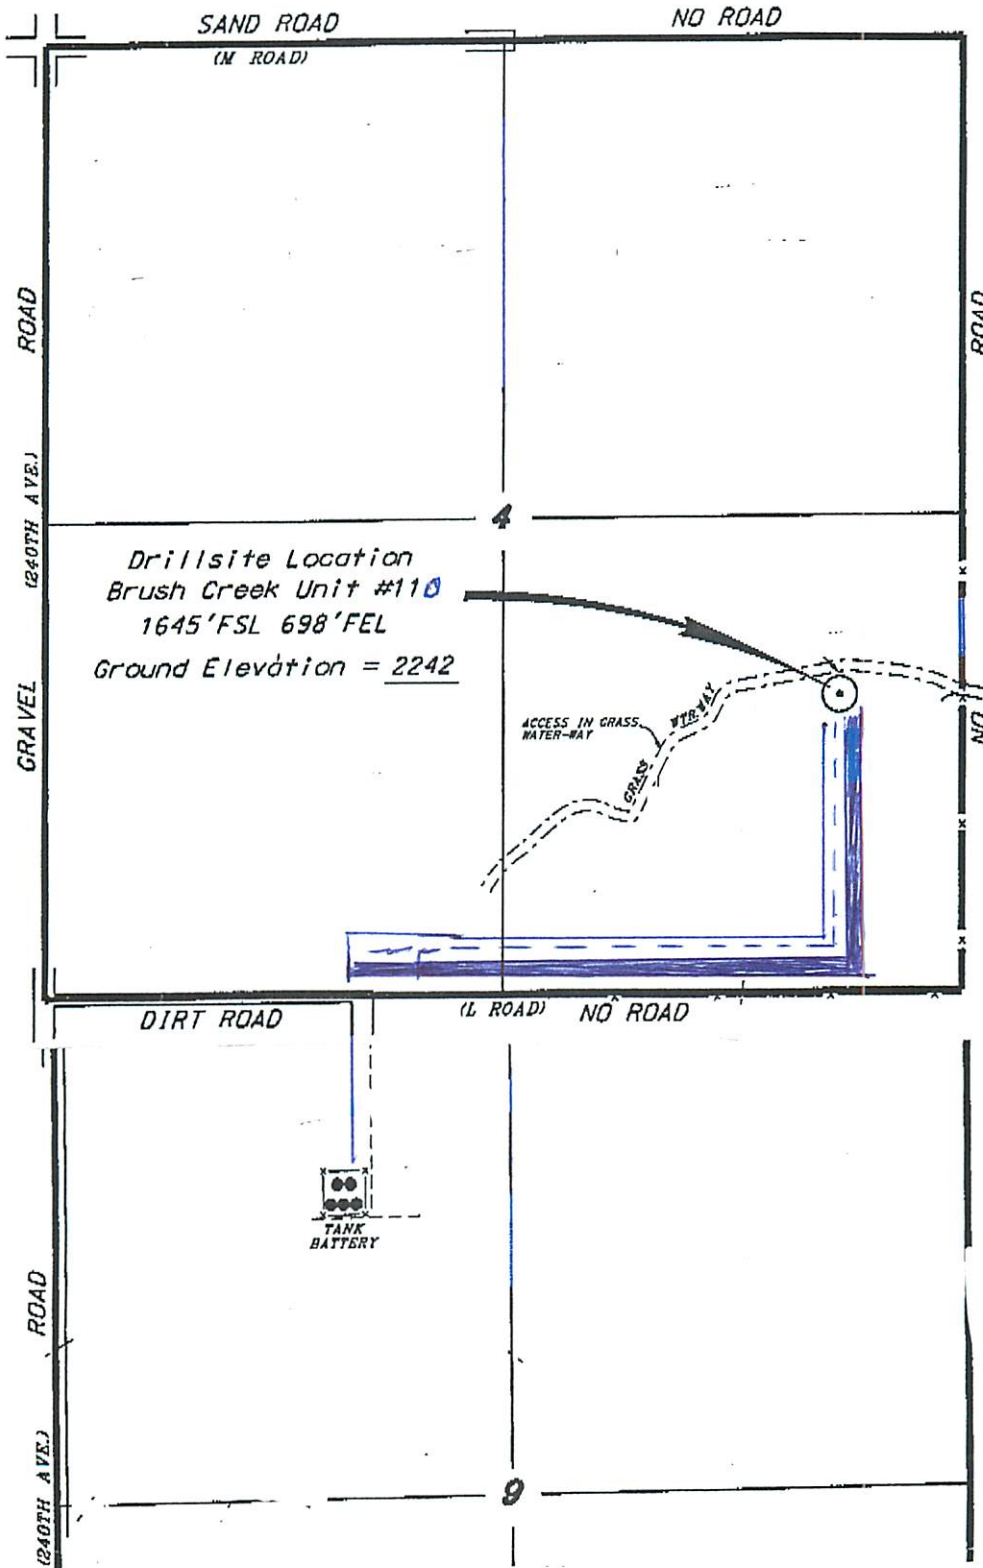 SAND ROAD
NO ROAD
(M ROAD)
ROAD
ROAD
(240TH AVE.)
4
Drillsite Location
Brush Creek Unit #110
1645'FSL 698'FEL
Ground Elevation = 2242
GRAVEL
ACCESS IN GRASS
WATER-WAY
WTR-WAY
GRASS
NO
DIRT ROAD
(L ROAD)
NO ROAD
TANK
BATTERY
ROAD
(240TH AVE.)
9